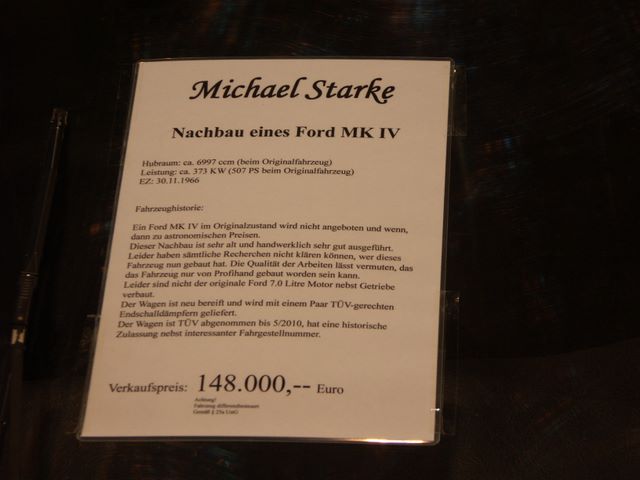 Michael Starke
Nachbau eines Ford MK IV
Hubraum: ca. 6997 ccm (beim Originalfahrzeug)
Leistung: ca. 373 KW (507 PS beim Originalfahrzeug)
EZ: 30.11.1966
Fahrzeughistorie:
Ein Ford MK IV im Originalzustand wird nicht angeboten und wenn,
dann zu astronomischen Preisen.
Dieser Nachbau ist sehr alt und handwerklich sehr gut ausgeführt.
Leider haben sämtliche Recherchen nicht klären können, wer dieses
Fahrzeug nun gebaut hat. Die Qualität der Arbeiten lässt vermuten, das
das Fahrzeug nur von Profihand gebaut worden sein kann.
Leider sind nicht der originale Ford 7.0 Litre Motor nebst Getriebe
verbaut.
Der Wagen ist neu bereift und wird mit einem Paar TÜV-gerechten
Endschalldämpfern geliefert.
Der Wagen ist TÜV abgenommen bis 5/2010, hat eine historische
Zulassung nebst interessanter Fahrgestellnummer.
Verkaufspreis: 148.000,-- Euro
Achtung!
Fahrzeug differenzbesteuert
Gemäß § 25a UstG